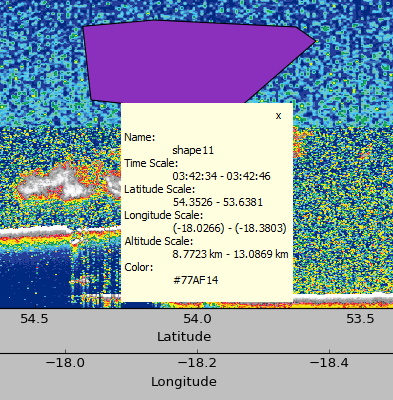 x
Name:
shape11
Time Scale:
03:42:34 - 03:42:46
Latitude Scale:
54.3526 - 53.6381
Longitude Scale:
(-18.0266) - (-18.3803)
Altitude Scale:
8.7723 km - 13.0869 km
Color:
#77AF14
54.5 54.0 53.5
Latitude
−18.0 −18.2 −18.4
Longitude